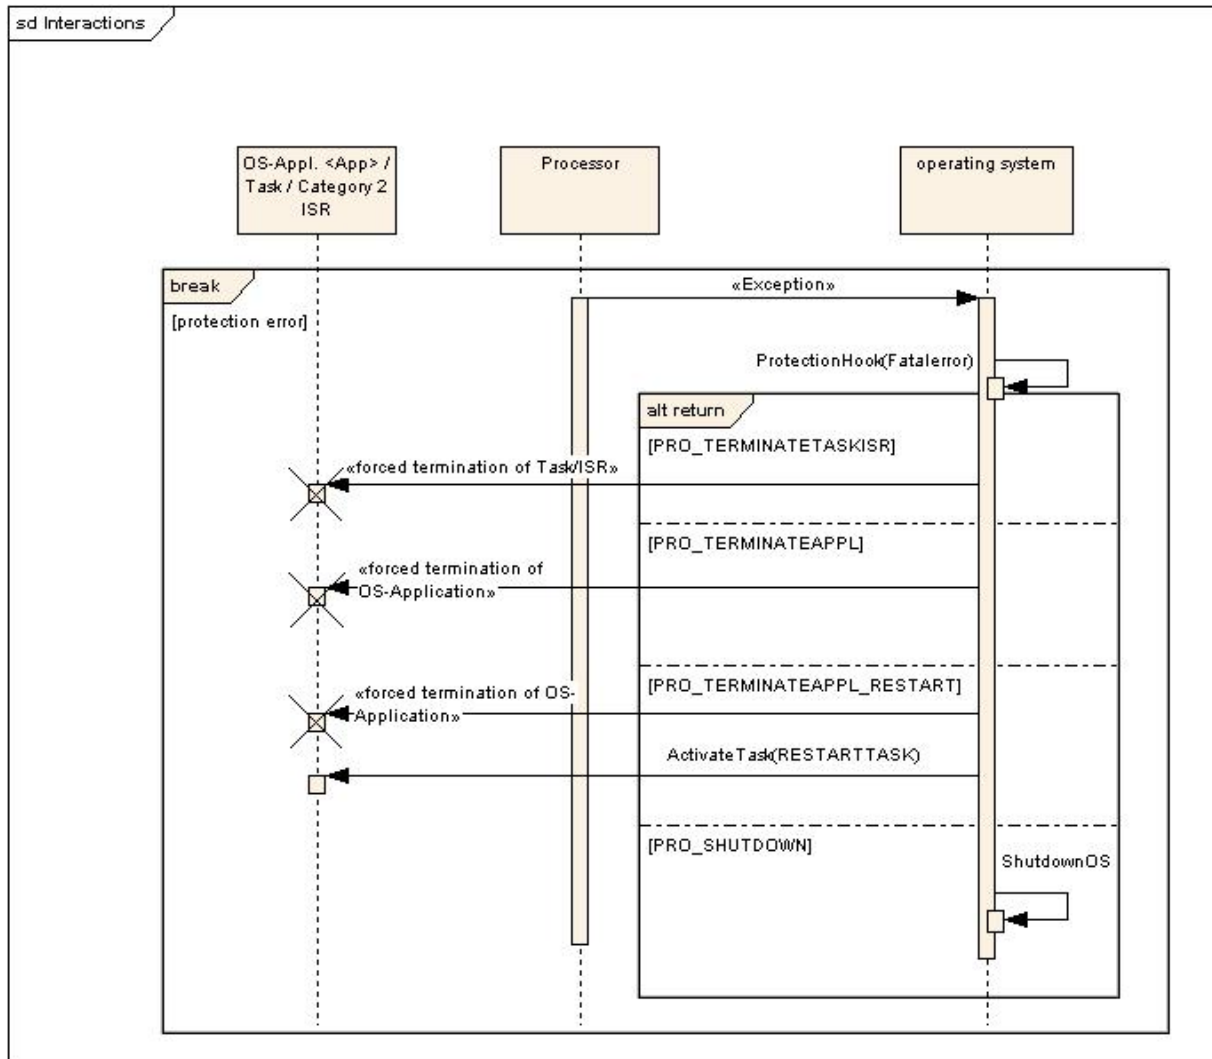 sd Interactions
OS-Appl. <App> /
Task / Category 2
ISR
Processor
operating system
break
«Exception»
[protection error]
ProtectionHook(Fatalerror)
alt return
[PRO_TERMINATETASKISR]
«forced termination of Task/ISR»
[PRO_TERMINATEAPPL]
«forced termination of
OS-Application»
[PRO_TERMINATEAPPL_RESTART]
«forced termination of OS-
Application»
ActivateTask(RESTARTTASK)
[PRO_SHUTDOWN]
ShutdownOS